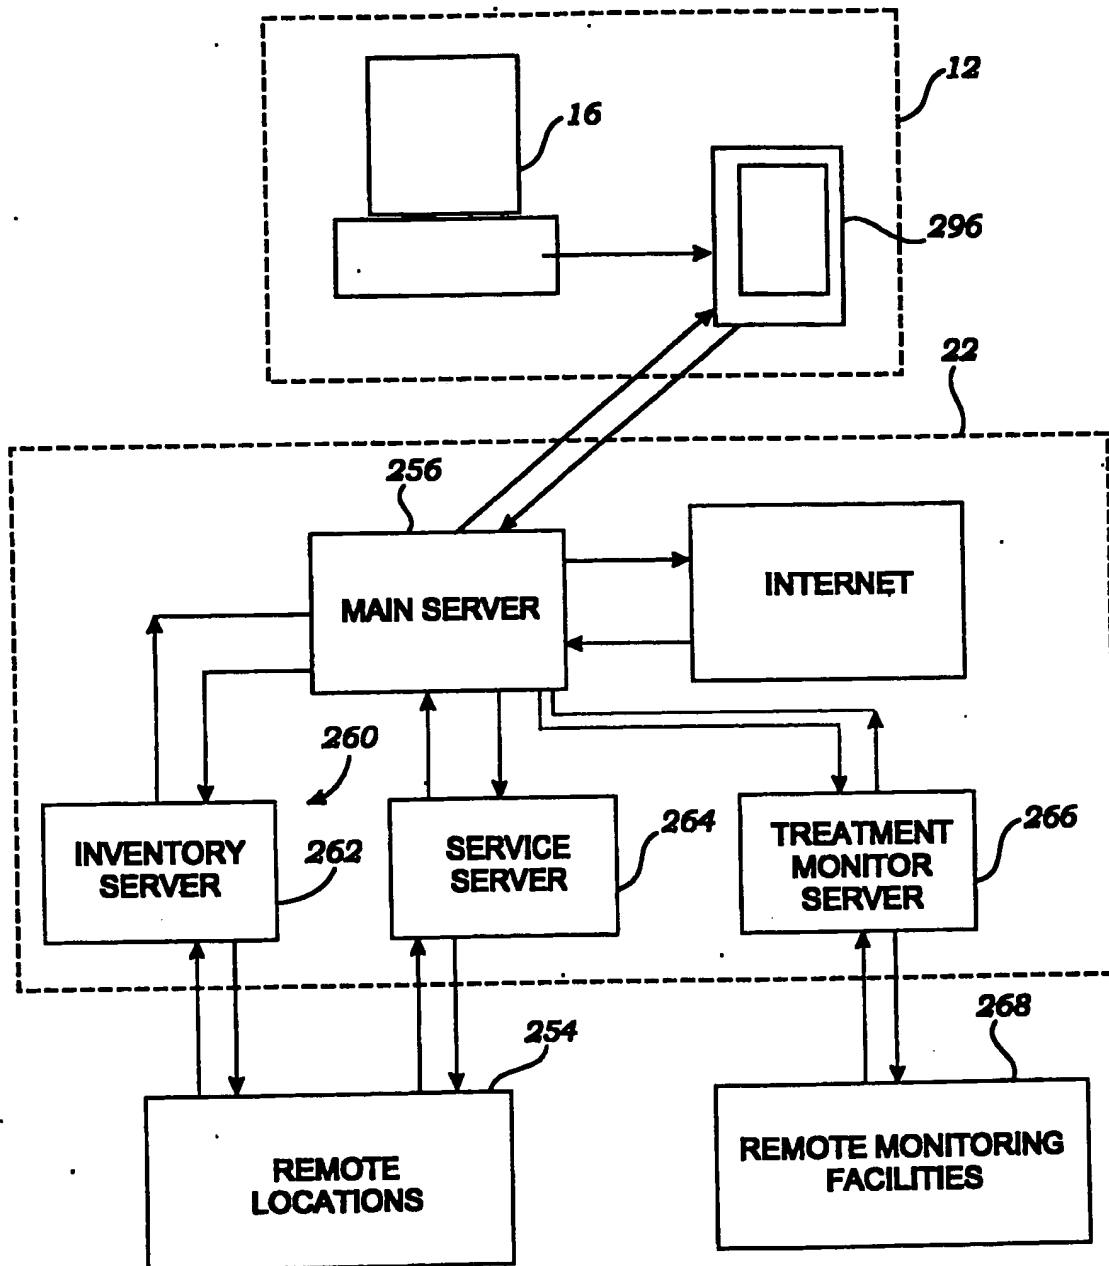 12
16
296
22
256
MAIN SERVER
INTERNET
260
INVENTORY
SERVER
262
SERVICE
SERVER
264
TREATMENT
MONITOR
SERVER
266
254
268
REMOTE
LOCATIONS
REMOTE MONITORING
FACILITIES